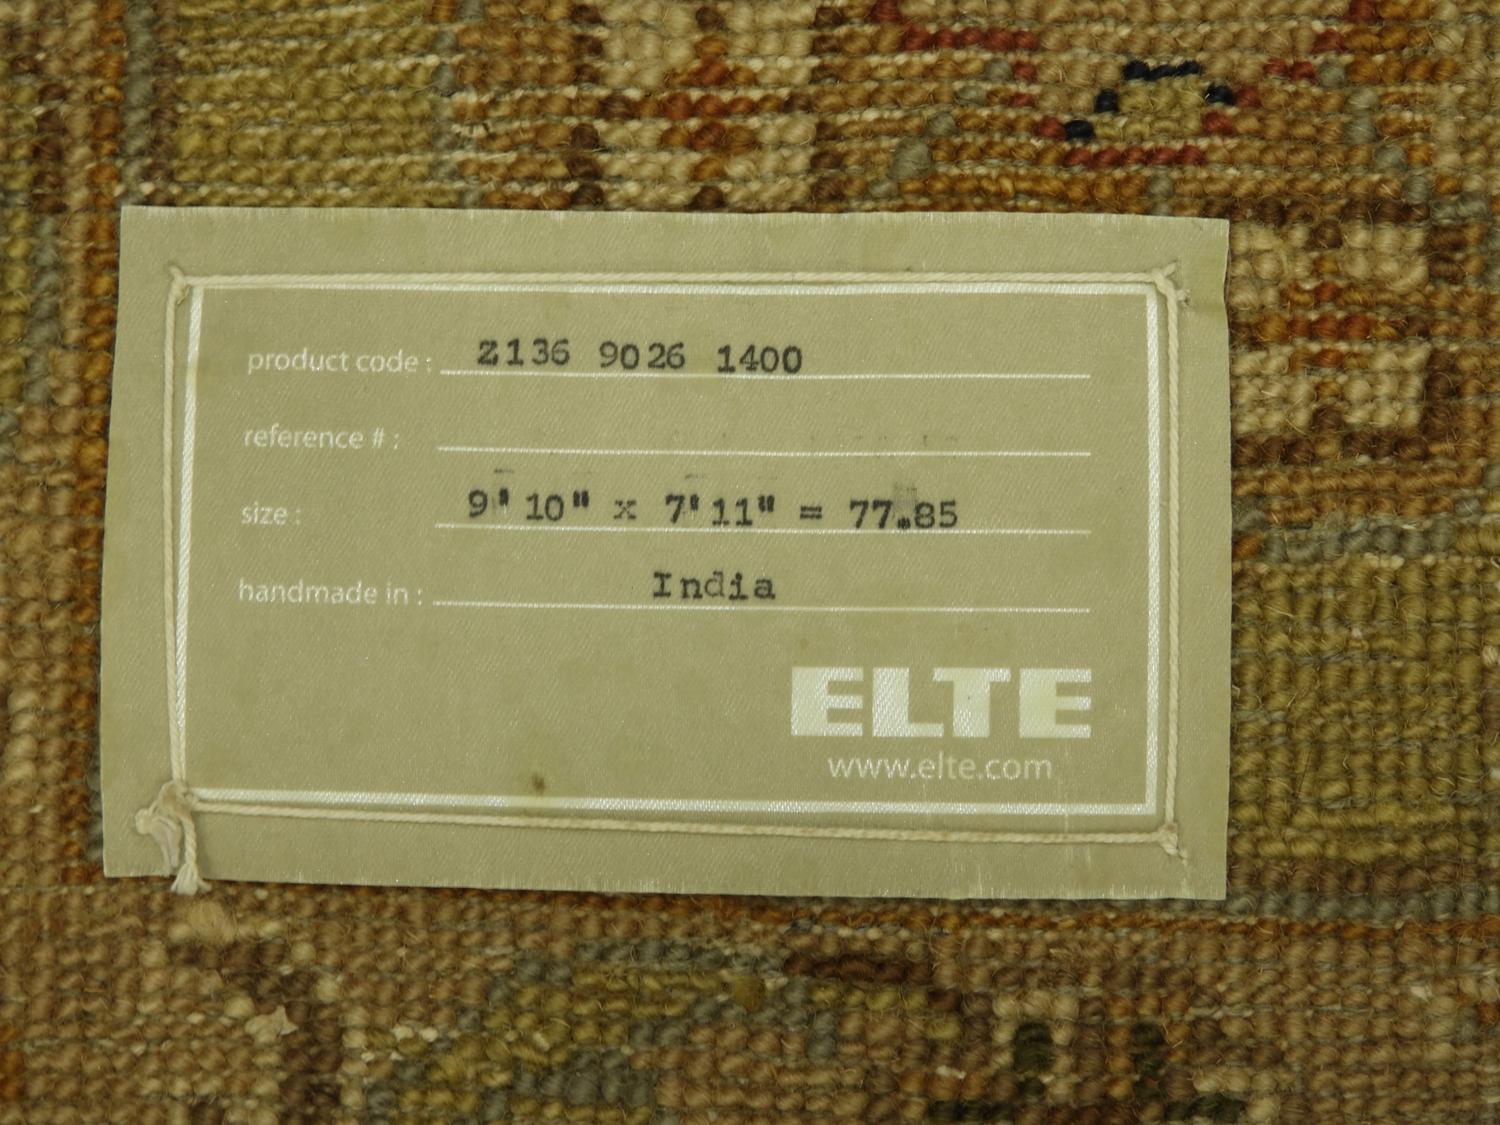 product code : Z136 9026 1400
reference # :
size : 9' 10" x 7' 11" = 77.85
handmade in : India
ELTE
www.elte.com